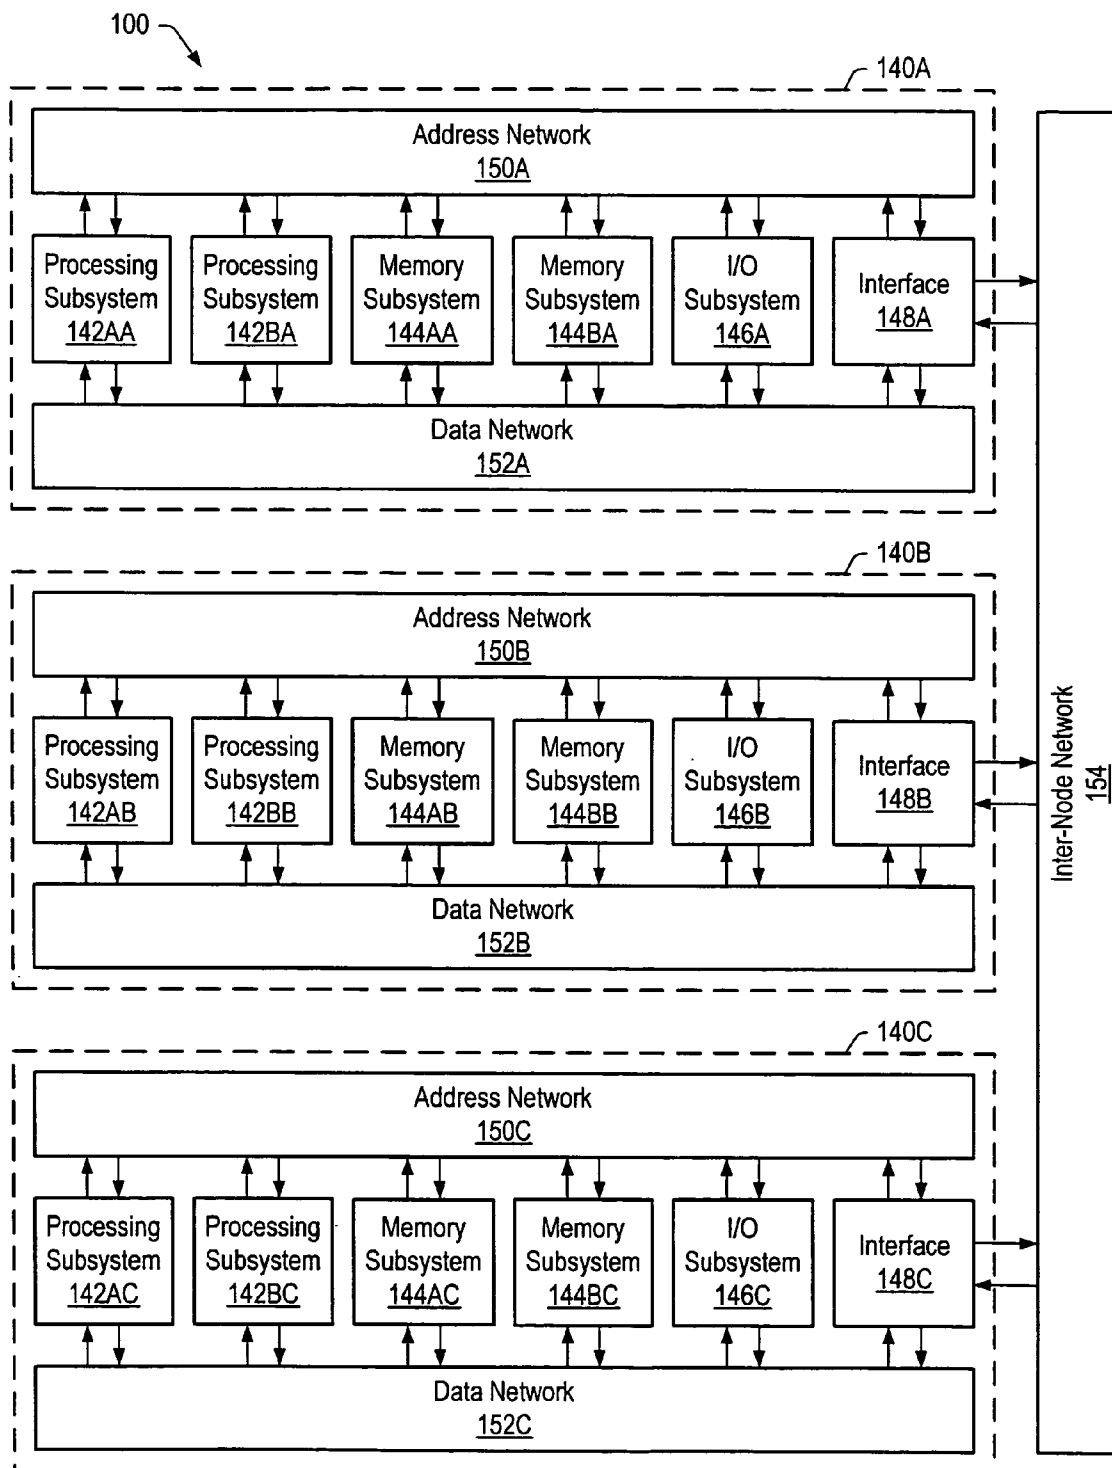 100
140A
Address Network
150A
Processing
Subsystem
142AA
Processing
Subsystem
142BA
Memory
Subsystem
144AA
Memory
Subsystem
144BA
I/O
Subsystem
146A
Interface
148A
Data Network
152A
140B
Address Network
150B
Processing
Subsystem
142AB
Processing
Subsystem
142BB
Memory
Subsystem
144AB
Memory
Subsystem
144BB
I/O
Subsystem
146B
Interface
148B
Data Network
152B
140C
Address Network
150C
Processing
Subsystem
142AC
Processing
Subsystem
142BC
Memory
Subsystem
144AC
Memory
Subsystem
144BC
I/O
Subsystem
146C
Interface
148C
Data Network
152C
Inter-Node Network
154